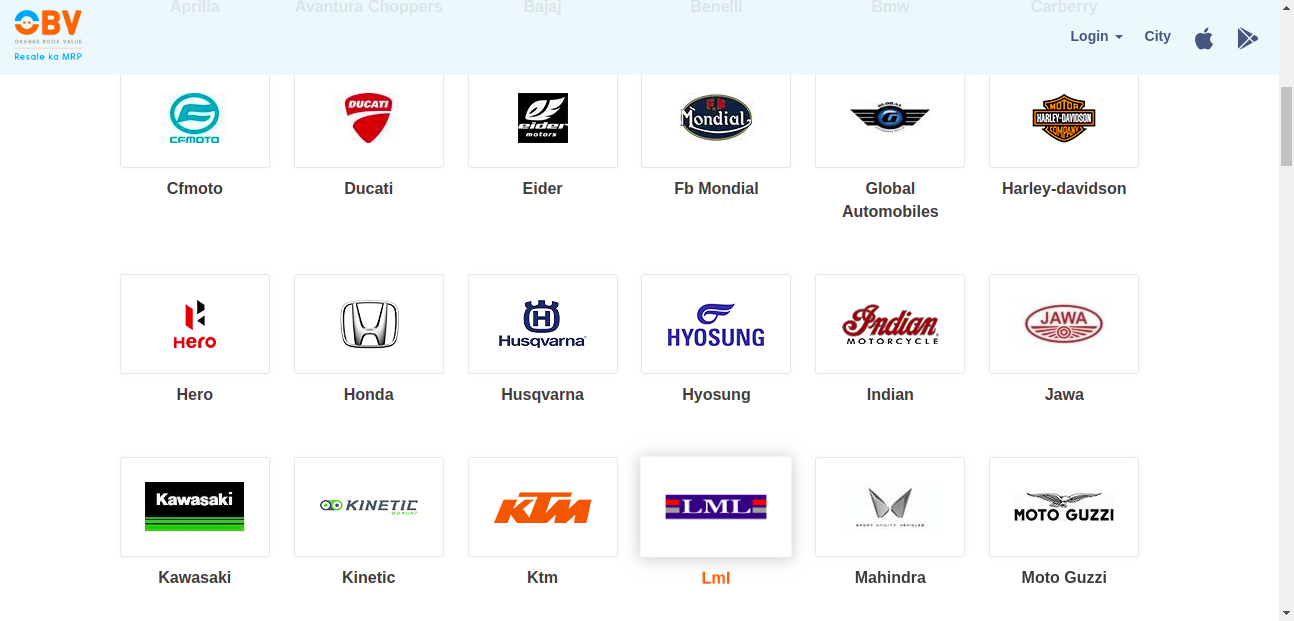 Aprilia
Avantura Choppers
Bajaj
Benelli
Bmw
Carberry
OBV
ORANGE BOOK VALUE
Resale ka MRP
Login
City
CFMOTO
DUCATI
eider
motors
F.B
Mondial
GLOBAL
G
MOTOR
HARLEY-DAVIDSON
COMPANY
Cfmoto
Ducati
Eider
Fb Mondial
Global
Automobiles
Harley-davidson
HERO
Husqvarna
HYOSUNG
Indian
MOTORCYCLE
JAWA
Hero
Honda
Husqvarna
Hyosung
Indian
Jawa
Kawasaki
KINETIC
KTM
LML
SPORT UTILITY VEHICLES
MOTO GUZZI
Kawasaki
Kinetic
Ktm
Lml
Mahindra
Moto Guzzi